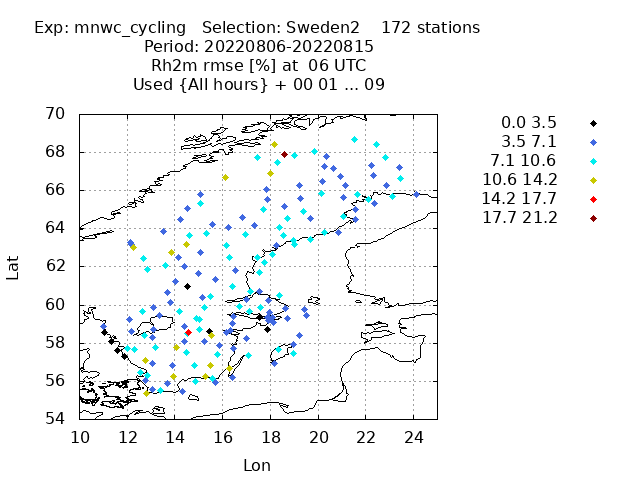 Exp: mnwc_cycling   Selection: Sweden2    172 stations
Period: 20220806-20220815
Rh2m rmse [%] at  06 UTC
Used {All hours} + 00 01 ... 09
70
68
66
64
62
60
58
56
54
10 12 14 16 18 20 22 24
Lat
Lon
0.0 3.5
3.5 7.1
7.1 10.6
10.6 14.2
14.2 17.7
17.7 21.2